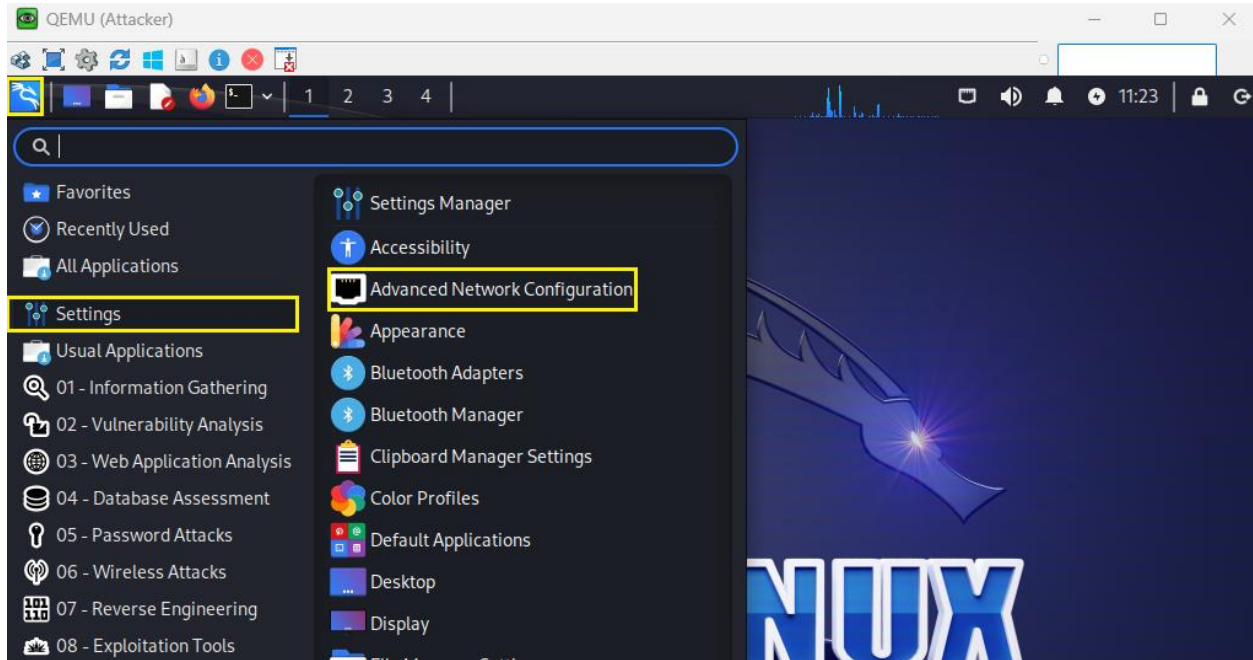 QEMU (Attacker)
1 2 3 4
11:23
Favorites
Recently Used
All Applications
Settings
Usual Applications
01 - Information Gathering
02 - Vulnerability Analysis
03 - Web Application Analysis
04 - Database Assessment
05 - Password Attacks
06 - Wireless Attacks
07 - Reverse Engineering
08 - Exploitation Tools
Settings Manager
Accessibility
Advanced Network Configuration
Appearance
Bluetooth Adapters
Bluetooth Manager
Clipboard Manager Settings
Color Profiles
Default Applications
Desktop
Display
NUX